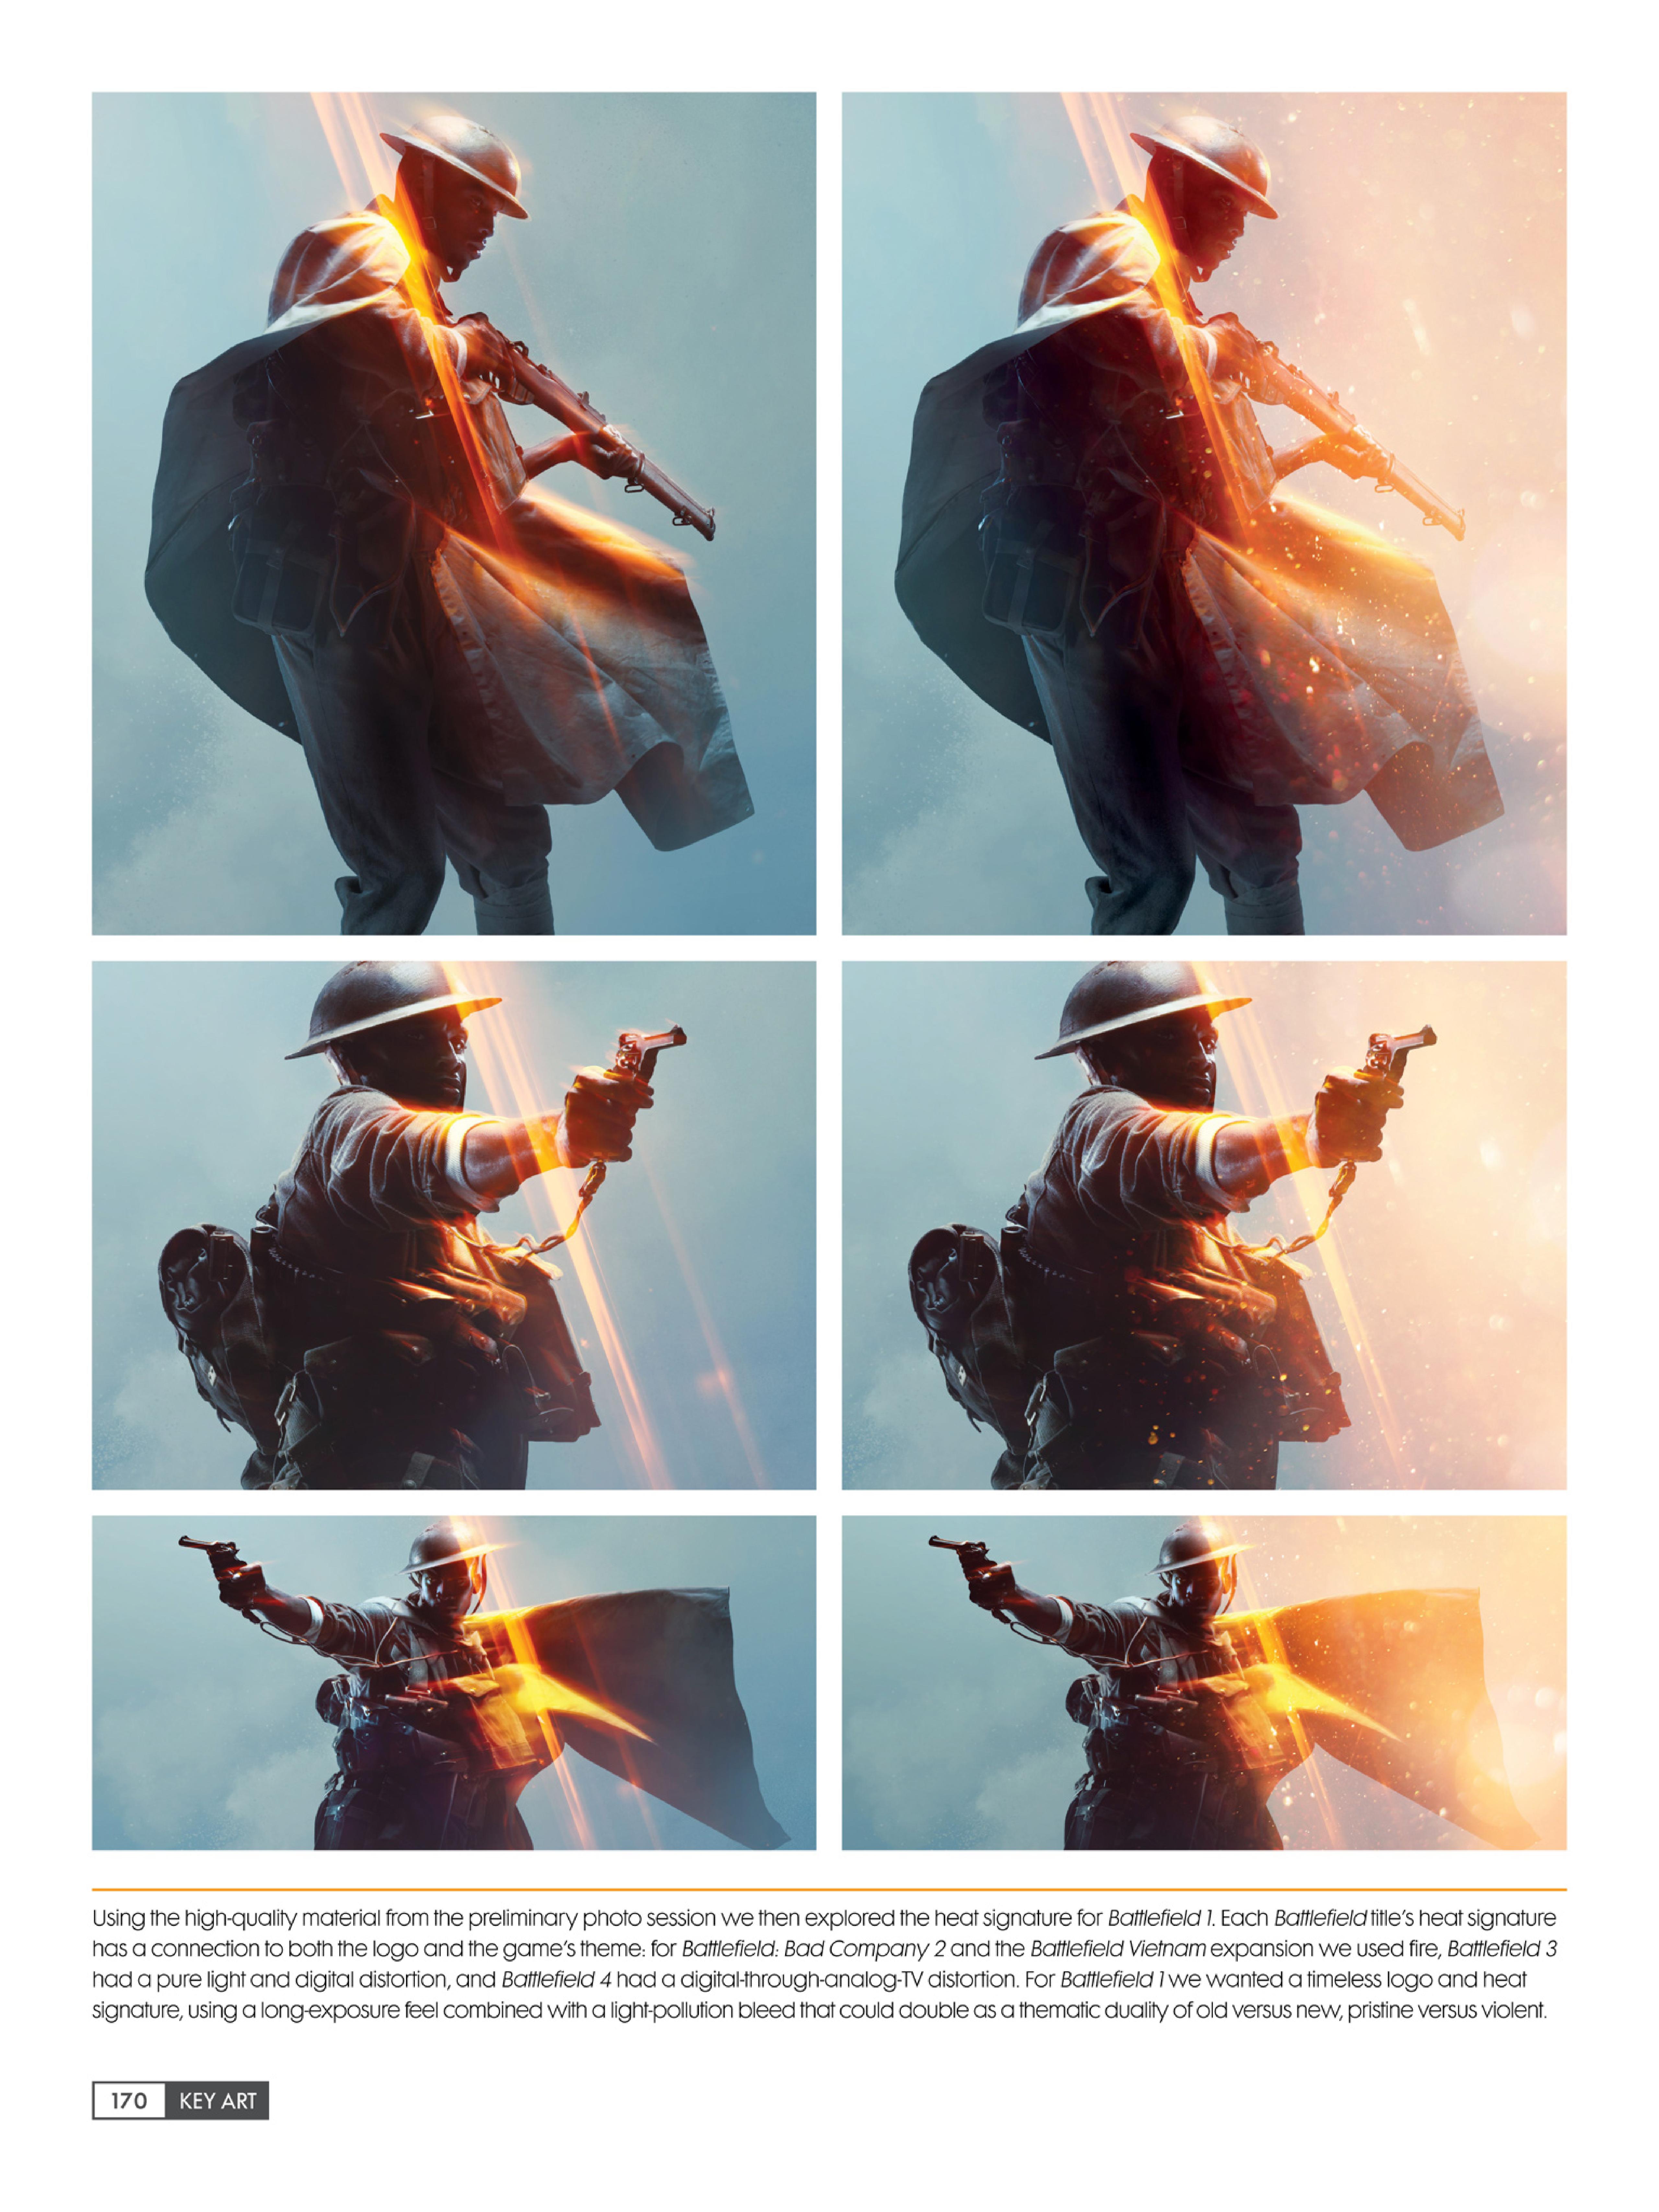 Using the high-quality material from the preliminary photo session we then explored the heat signature for Battlefield 1. Each Battlefield title's heat signature
has a connection to both the logo and the game's theme: for Battlefield: Bad Company 2 and the Battlefield Vietnam expansion we used fire, Battlefield 3
had a pure light and digital distortion, and Battlefield 4 had a digital-through-analog-TV distortion. For Battlefield 1 we wanted a timeless logo and heat
signature, using a long-exposure feel combined with a light-pollution bleed that could double as a thematic duality of old versus new, pristine versus violent.
170 KEY ART